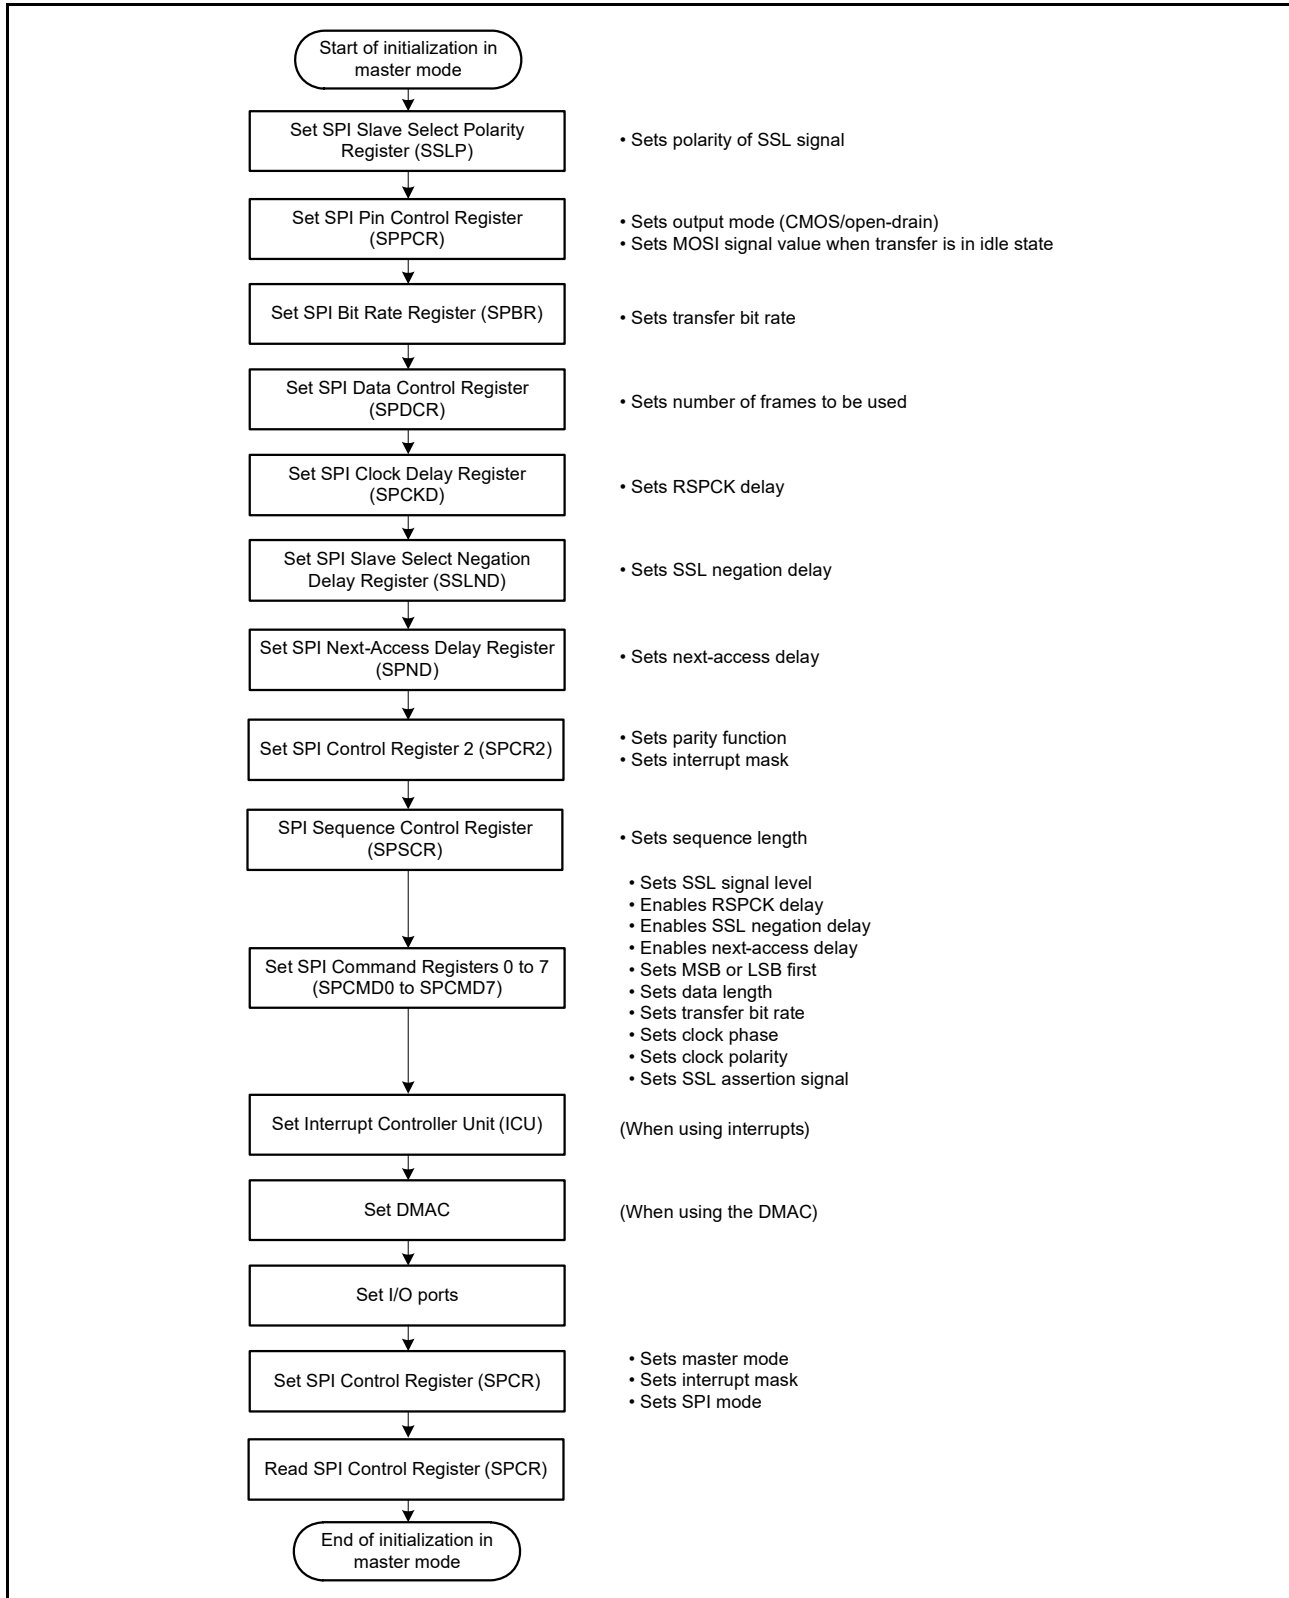 Start of initialization in
master mode
Set SPI Slave Select Polarity
Register (SSLP)
• Sets polarity of SSL signal
Set SPI Pin Control Register
(SPPCR)
• Sets output mode (CMOS/open-drain)
• Sets MOSI signal value when transfer is in idle state
Set SPI Bit Rate Register (SPBR)
• Sets transfer bit rate
Set SPI Data Control Register
(SPDCR)
• Sets number of frames to be used
Set SPI Clock Delay Register
(SPCKD)
• Sets RSPCK delay
Set SPI Slave Select Negation
Delay Register (SSLND)
• Sets SSL negation delay
Set SPI Next-Access Delay Register
(SPND)
• Sets next-access delay
Set SPI Control Register 2 (SPCR2)
• Sets parity function
• Sets interrupt mask
SPI Sequence Control Register
(SPSCR)
• Sets sequence length
Set SPI Command Registers 0 to 7
(SPCMD0 to SPCMD7)
• Sets SSL signal level
• Enables RSPCK delay
• Enables SSL negation delay
• Enables next-access delay
• Sets MSB or LSB first
• Sets data length
• Sets transfer bit rate
• Sets clock phase
• Sets clock polarity
• Sets SSL assertion signal
Set Interrupt Controller Unit (ICU)
(When using interrupts)
Set DMAC
(When using the DMAC)
Set I/O ports
Set SPI Control Register (SPCR)
• Sets master mode
• Sets interrupt mask
• Sets SPI mode
Read SPI Control Register (SPCR)
End of initialization in
master mode